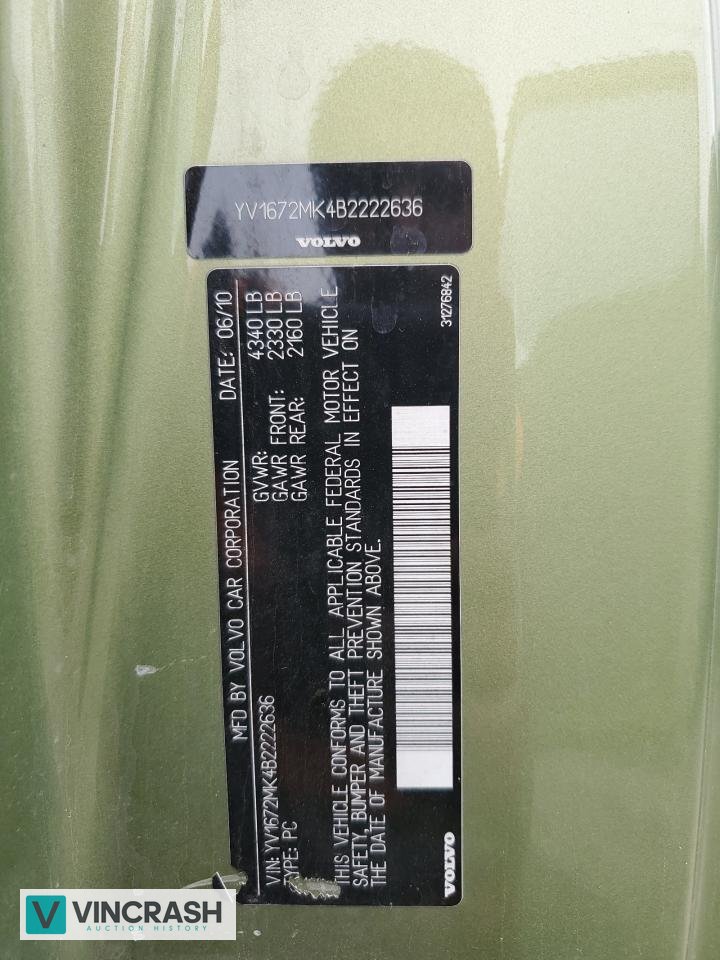 YV1672MK4B2222636
VOLVO
MFD BY VOLVO CAR CORPORATION DATE: 06/10
GVWR: 4340 LB
GAWR FRONT: 2330 LB
GAWR REAR: 2160 LB
VIN: YV1672MK4B2222636
TYPE: PC
THIS VEHICLE CONFORMS TO ALL APPLICABLE FEDERAL MOTOR VEHICLE
SAFETY, BUMPER AND THEFT PREVENTION STANDARDS IN EFFECT ON
THE DATE OF MANUFACTURE SHOWN ABOVE.
VOLVO
31276842
V VINCRASH
AUCTION HISTORY